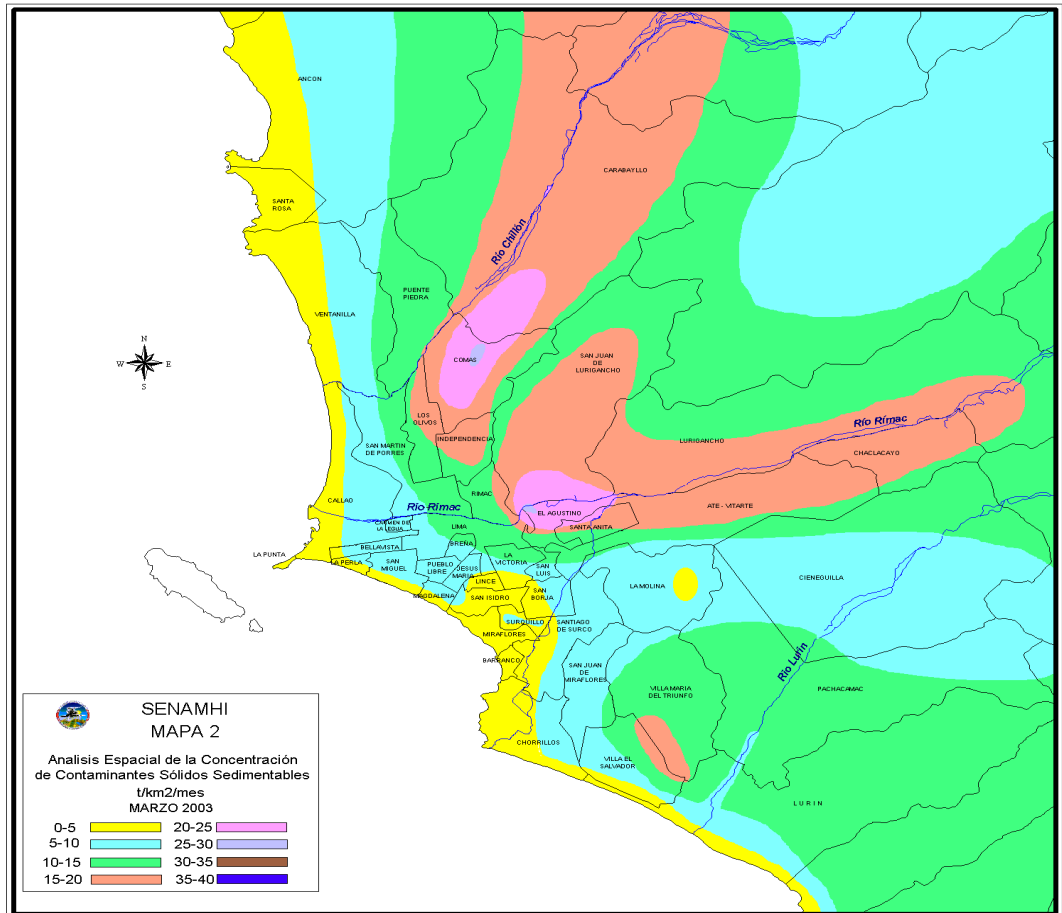 ANCON
CARABAYLLO
SANTA
ROSA
Río Chillón
PUENTE
PIEDRA
VENTANILLA
N
W E
S
COMAS
SAN JUAN
DE
LURIGANCHO
LOS
OLIVOS
INDEPENDENCIA
SAN MARTIN
DE PORRES
LURIGANCHO
Río Rímac
CHACLACAYO
CALLAO
RIMAC
Río Rímac
EL AGUSTINO
ATE - VITARTE
CARMEN DE
LA LEGUA
LIMA
SANTA ANITA
BREÑA
LA PUNTA
BELLAVISTA
LA PERLA
SAN
MIGUEL
PUEBLO
LIBRE
JESUS
MARIA
LA
VICTORIA
SAN
LUIS
LINCE
LA MOLINA
CIENEGUILLA
MAGDALENA
SAN ISIDRO
SAN
BORJA
SURQUILLO
SANTIAGO
DE SURCO
MIRAFLORES
BARRANCO
SAN JUAN
DE
MIRAFLORES
Río Lurín
VILLA MARIA
DEL TRIUNFO
PACHACAMAC
CHORRILLOS
VILLA EL
SALVADOR
LURIN
SENAMHI
MAPA 2
Analisis Espacial de la Concentración
de Contaminantes Sólidos Sedimentables
t/km2/mes
MARZO 2003
0-5 20-25
5-10 25-30
10-15 30-35
15-20 35-40